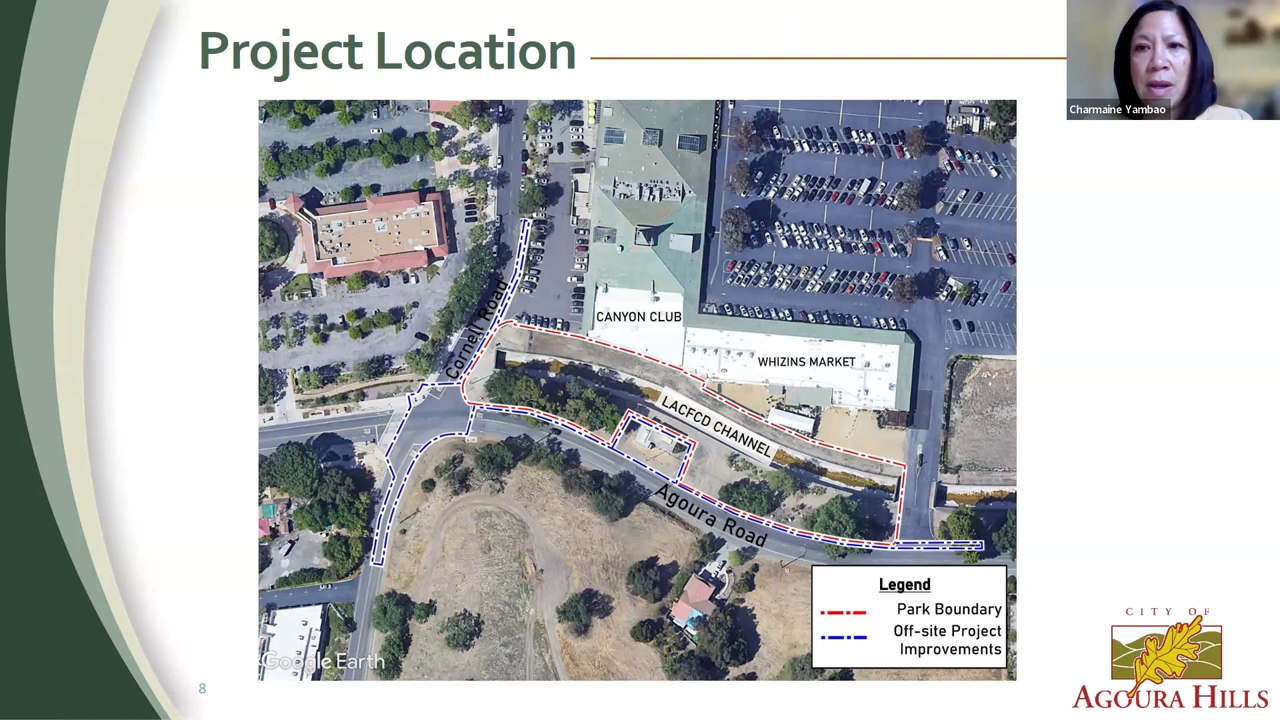 Project Location
Charmaine Yambao
Cornell Road
CANYON CLUB
WHIZINS MARKET
LACFCD CHANNEL
Agoura Road
Legend
Park Boundary
Off-site Project
Improvements
Google Earth
8
CITY OF
AGOURA HILLS